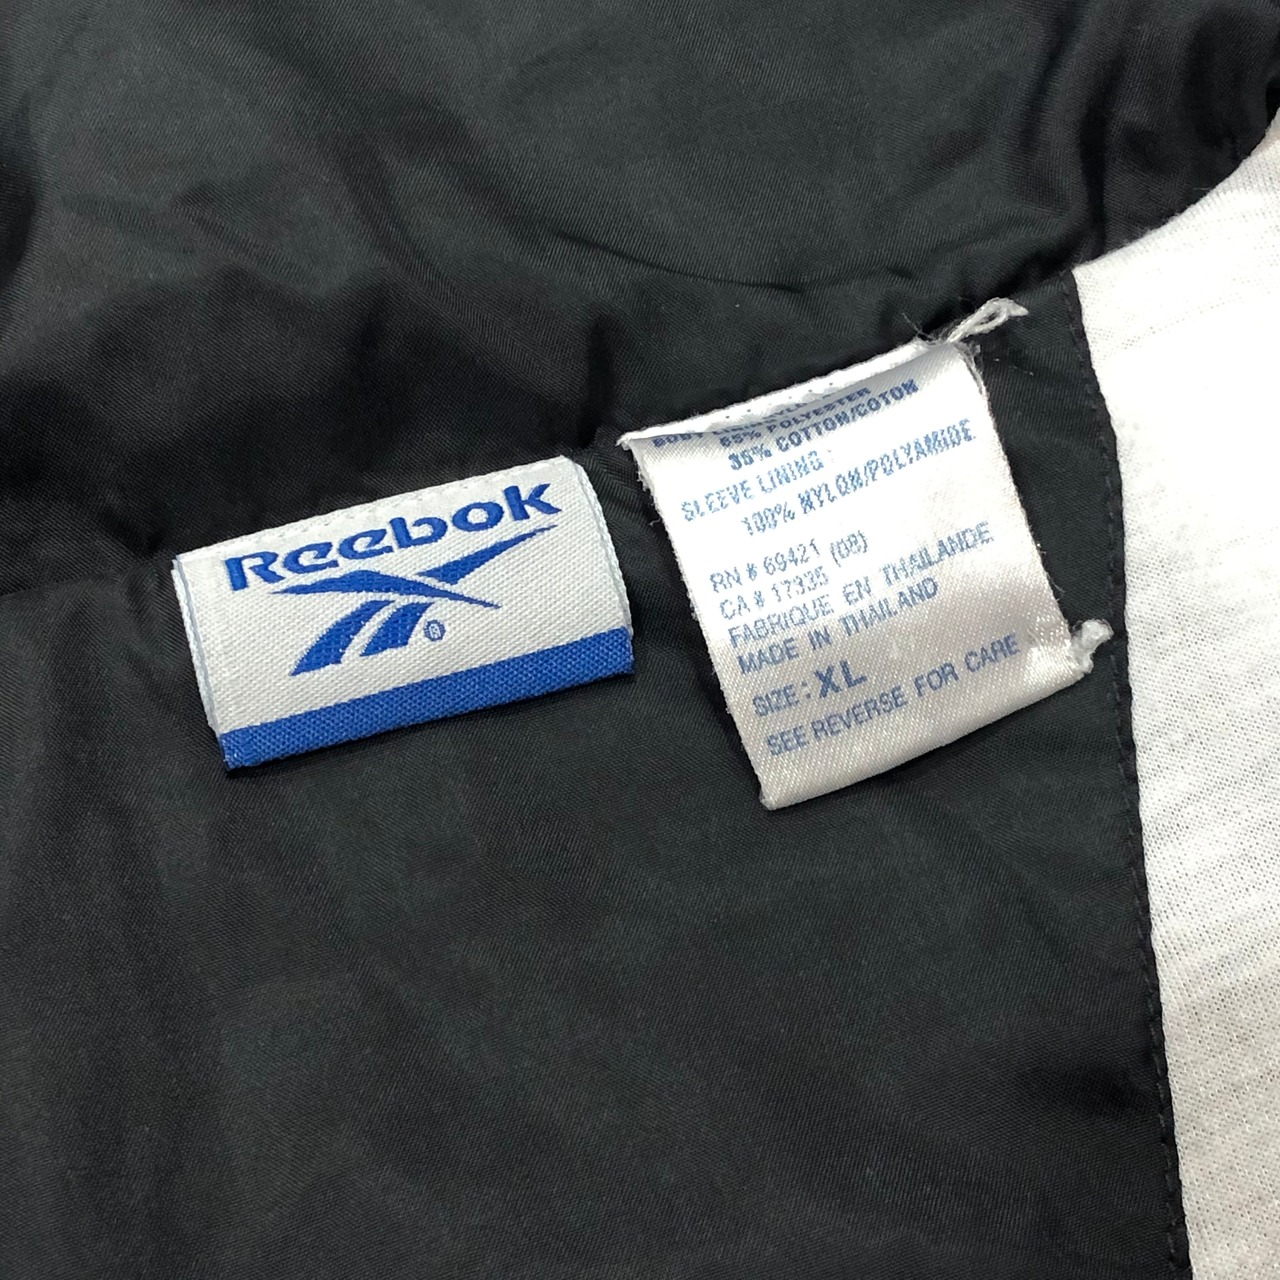 Reebok
®
65% POLYESTER
35% COTTON/COTON
SLEEVE LINING:
100% NYLON/POLYAMIDE
RN # 69421 (08)
CA # 17335
FABRIQUE EN THAILANDE
MADE IN THAILAND
SIZE: XL
SEE REVERSE FOR CARE